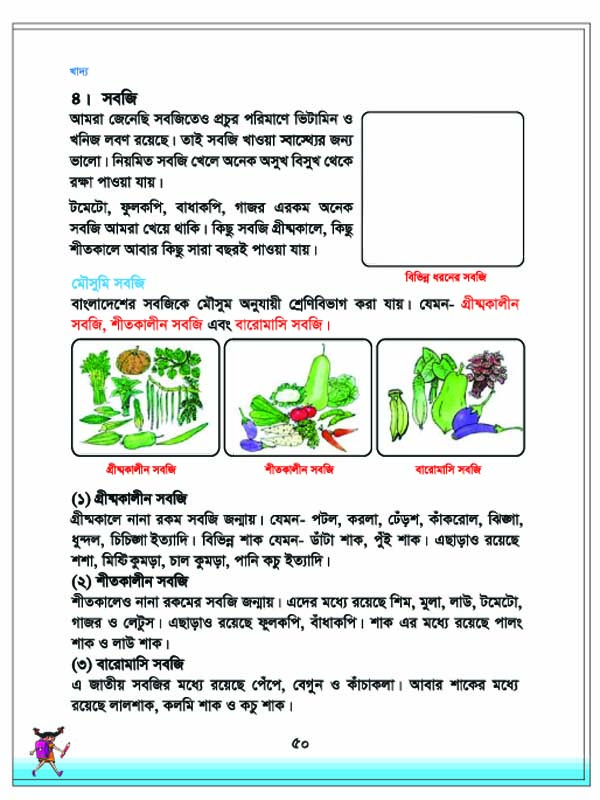 খাদ্য
৪। সবজি
আমরা জেনেছি সবজিতেও প্রচুর পরিমাণে ভিটামিন ও
খনিজ লবণ রয়েছে। তাই সবজি খাওয়া স্বাস্থ্যের জন্য
ভালো। নিয়মিত সবজি খেলে অনেক অসুখ বিসুখ থেকে
রক্ষা পাওয়া যায়।
টমেটো, ফুলকপি, বাধাকপি, গাজর এরকম অনেক
সবজি আমরা খেয়ে থাকি। কিছু সবজি গ্রীষ্মকালে, কিছু
শীতকালে আবার কিছু সারা বছরই পাওয়া যায়।
বিভিন্ন ধরনের সবজি
মৌসুমি সবজি
বাংলাদেশের সবজিকে মৌসুম অনুযায়ী শ্রেণিবিভাগ করা যায়। যেমন- গ্রীষ্মকালীন
সবজি, শীতকালীন সবজি এবং বারোমাসি সবজি।
গ্রীষ্মকালীন সবজি
শীতকালীন সবজি
বারোমাসি সবজি
(১) গ্রীষ্মকালীন সবজি
গ্রীষ্মকালে নানা রকম সবজি জন্মায়। যেমন- পটল, করলা, ঢেঁড়শ, কাঁকরোল, ঝিঙ্গা,
ধুন্দল, চিচিঙ্গা ইত্যাদি। বিভিন্ন শাক যেমন- ডাঁটা শাক, পুঁই শাক। এছাড়াও রয়েছে
শশা, মিষ্টিকুমড়া, চাল কুমড়া, পানি কচু ইত্যাদি।
(২) শীতকালীন সবজি
শীতকালেও নানা রকমের সবজি জন্মায়। এদের মধ্যে রয়েছে শিম, মুলা, লাউ, টমেটো,
গাজর ও লেটুস। এছাড়াও রয়েছে ফুলকপি, বাঁধাকপি। শাক এর মধ্যে রয়েছে পালং
শাক ও লাউ শাক।
(৩) বারোমাসি সবজি
এ জাতীয় সবজির মধ্যে রয়েছে পেঁপে, বেগুন ও কাঁচাকলা। আবার শাকের মধ্যে
রয়েছে লালশাক, কলমি শাক ও কচু শাক।
৫০